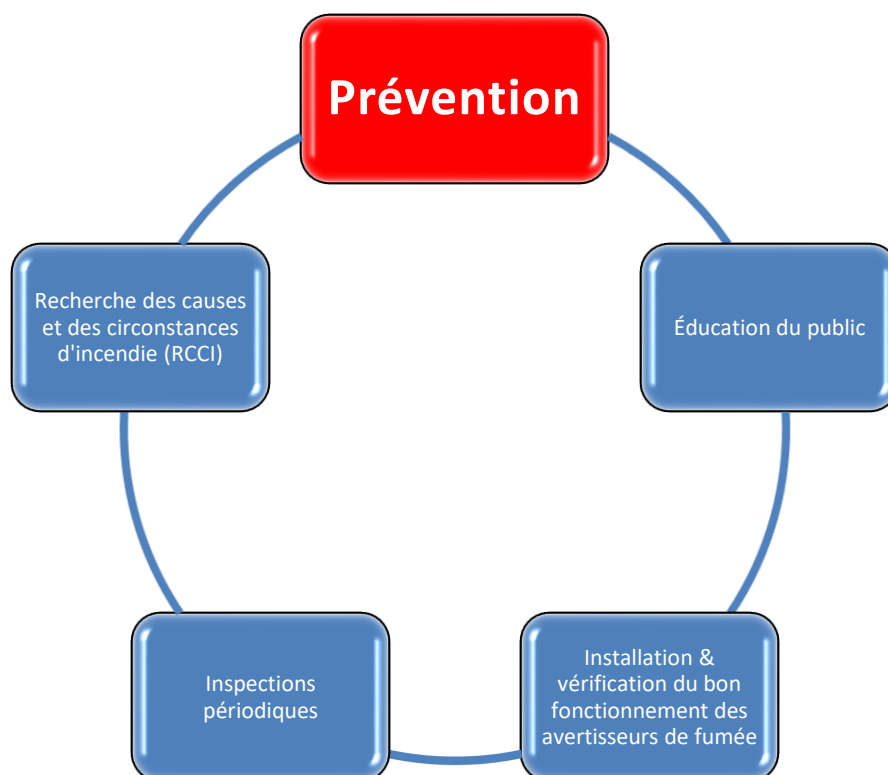 Prévention
Éducation du public
Installation &
vérification du bon
fonctionnement des
avertisseurs de fumée
Inspections
périodiques
Recherche des causes
et des circonstances
d'incendie (RCCI)